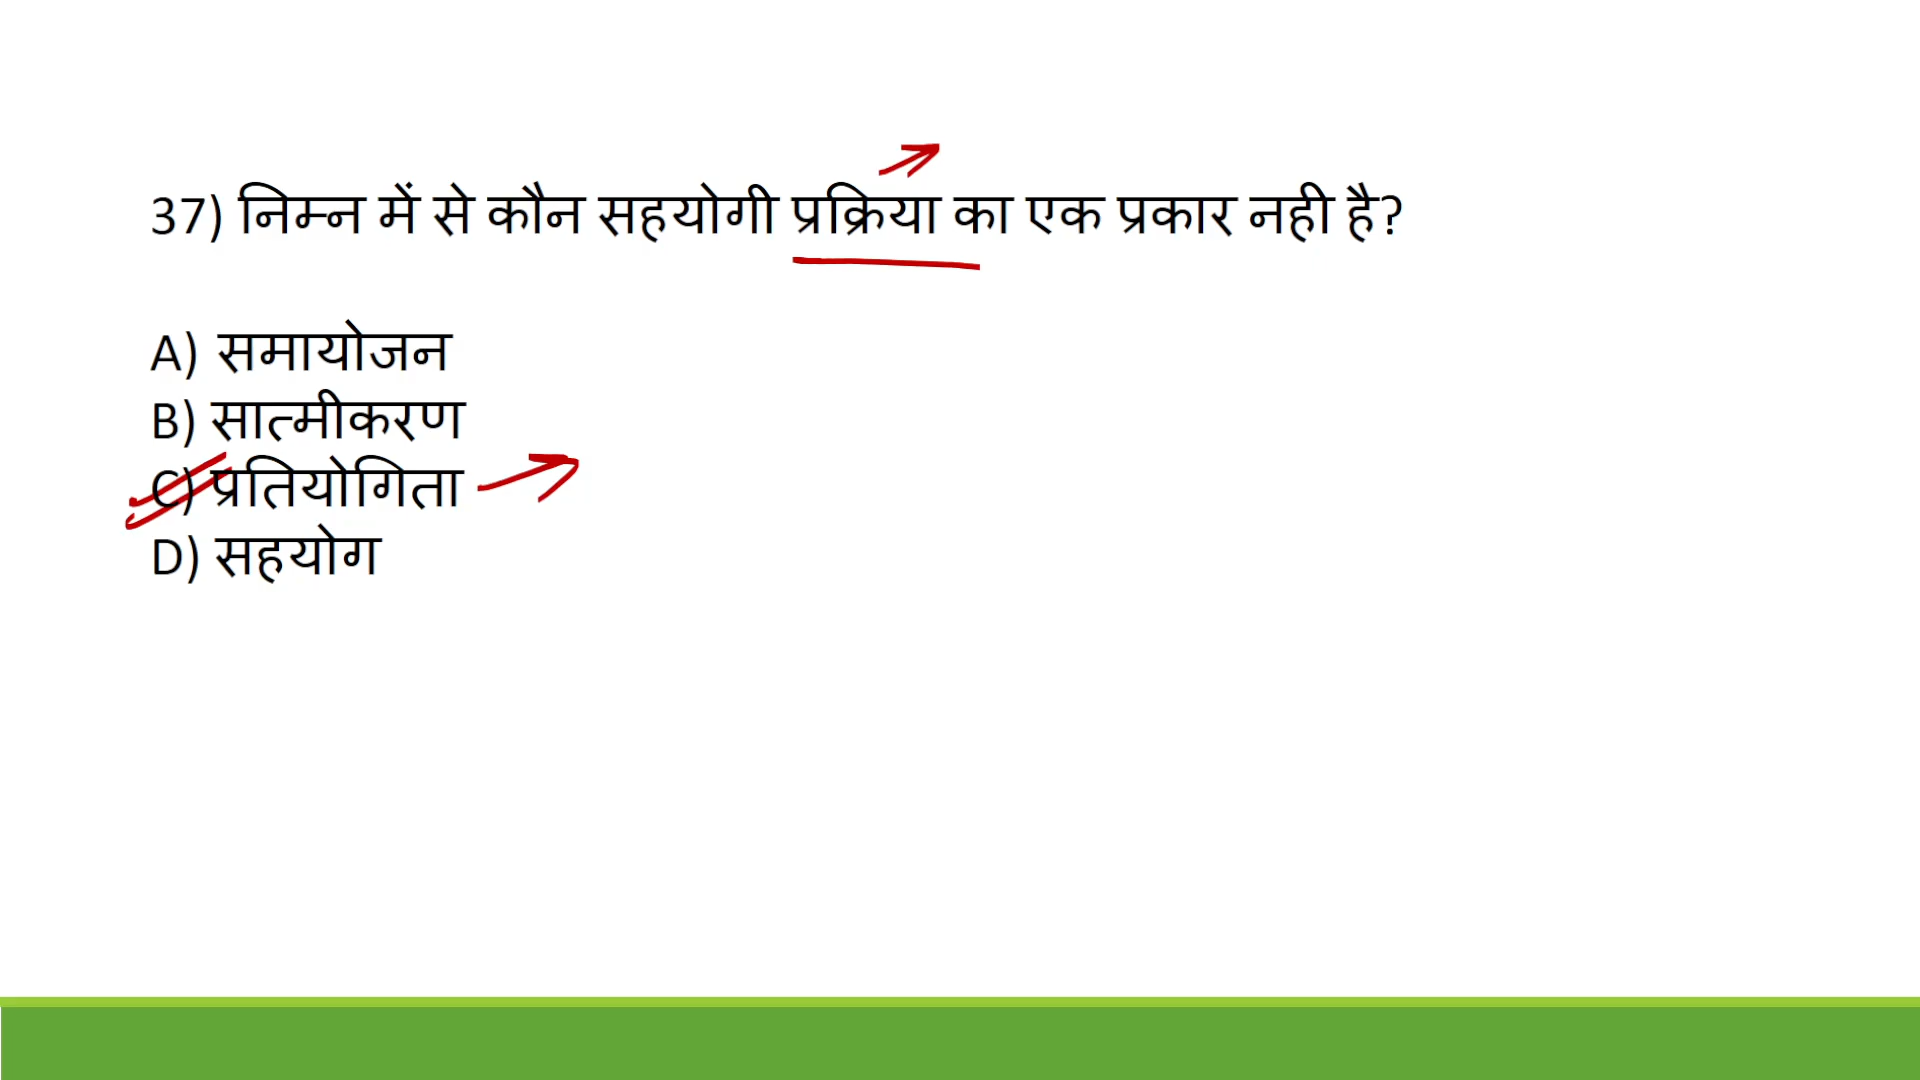 37) निम्न में से कौन सहयोगी प्रक्रिया का एक प्रकार नही है?
A) समायोजन
B) सात्मीकरण
C) प्रतियोगिता
D) सहयोग